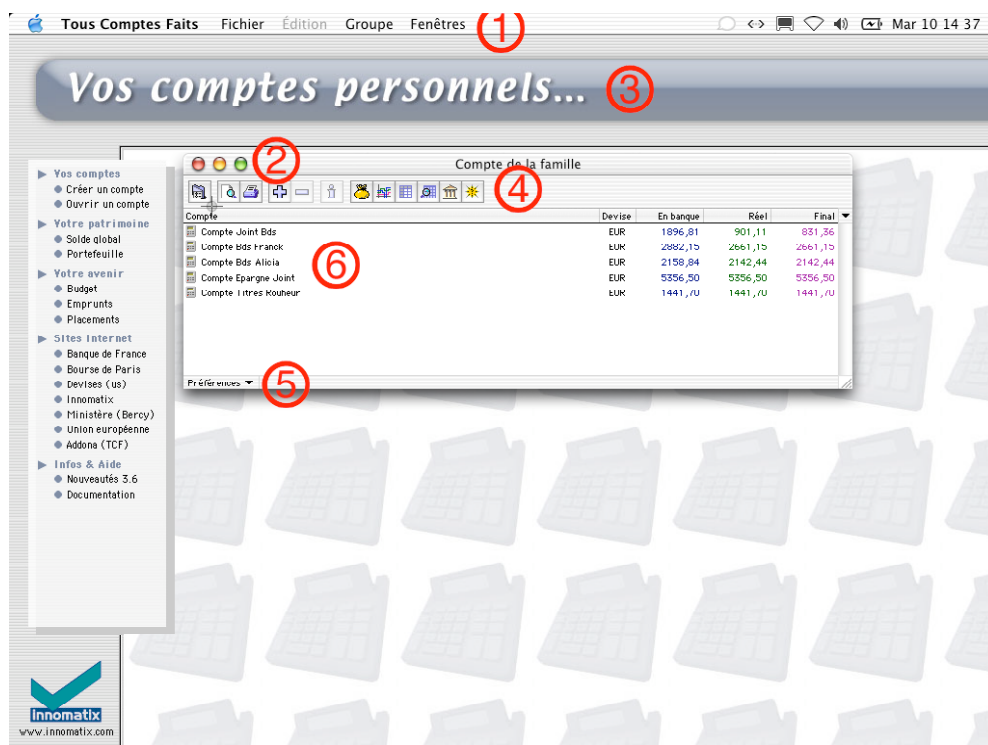 Tous Comptes Faits Fichier Édition Groupe Fenêtres 1 Mar 10 14 37
Vos comptes personnels... 3
Vos comptes
Créer un compte
Ouvrir un compte
Votre patrimoine
Solde global
Portefeuille
Votre avenir
Budget
Emprunts
Placements
Sites Internet
Banque de France
Bourse de Paris
Devises (us)
Innomatix
Ministère (Bercy)
Union européenne
Addona (TCF)
Infos & Aide
Nouveautés 3.6
Documentation
2 Compte de la famille
4
Compte Devise En banque Réel Final
Compte Joint Bds EUR 1896,81 901,11 831,36
Compte Bds Franck EUR 2882,15 2661,15 2661,15
Compte Bds Alicia EUR 2158,84 2142,44 2142,44
Compte Epargne Joint EUR 5356,50 5356,50 5356,50
Compte Titres Rouheur EUR 1441,70 1441,70 1441,70
6
Préférences 5
Innomatix
www.innomatix.com